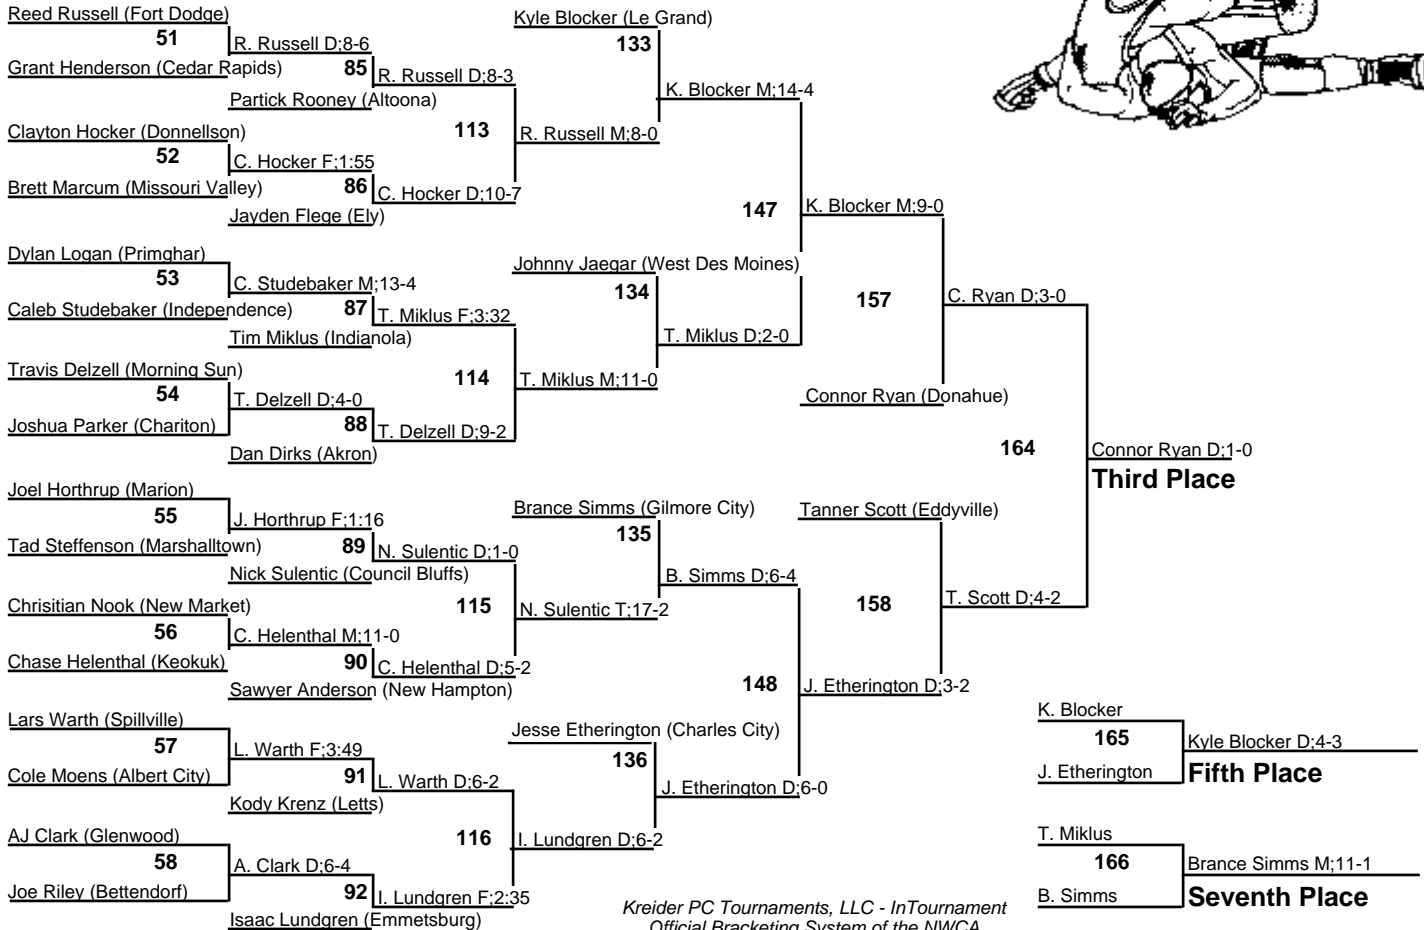 Reed Russell (Fort Dodge)
51
R. Russell D;8-6
Grant Henderson (Cedar Rapids)
85
R. Russell D;8-3
Partick Rooney (Altoona)
113
R. Russell M;8-0
Clayton Hocker (Donnellson)
52
C. Hocker F;1:55
Brett Marcum (Missouri Valley)
86
C. Hocker D;10-7
Jayden Flege (Ely)
Kyle Blocker (Le Grand)
133
K. Blocker M;14-4
147
K. Blocker M;9-0
Dylan Logan (Primghar)
53
C. Studebaker M;13-4
Caleb Studebaker (Independence)
87
T. Miklus F;3:32
Tim Miklus (Indianola)
114
T. Miklus M;11-0
Travis Delzell (Morning Sun)
54
T. Delzell D;4-0
Joshua Parker (Chariton)
88
T. Delzell D;9-2
Dan Dirks (Akron)
Johnny Jaegar (West Des Moines)
134
T. Miklus D;2-0
157
C. Ryan D;3-0
Connor Ryan (Donahue)
164
Connor Ryan D;1-0
Third Place
Joel Horthrup (Marion)
55
J. Horthrup F;1:16
Tad Steffenson (Marshalltown)
89
N. Sulentic D;1-0
Nick Sulentic (Council Bluffs)
115
N. Sulentic T;17-2
Chrisitian Nook (New Market)
56
C. Helenthal M;11-0
Chase Helenthal (Keokuk)
90
C. Helenthal D;5-2
Sawyer Anderson (New Hampton)
Brance Simms (Gilmore City)
135
B. Simms D;6-4
148
J. Etherington D;3-2
Tanner Scott (Eddyville)
158
T. Scott D;4-2
Lars Warth (Spillville)
57
L. Warth F;3:49
Cole Moens (Albert City)
91
L. Warth D;6-2
Kody Krenz (Letts)
116
I. Lundgren D;6-2
AJ Clark (Glenwood)
58
A. Clark D;6-4
Joe Riley (Bettendorf)
92
I. Lundgren F;2:35
Isaac Lundgren (Emmetsburg)
Jesse Etherington (Charles City)
136
J. Etherington D;6-0
K. Blocker
165
Kyle Blocker D;4-3
J. Etherington
Fifth Place
T. Miklus
166
Brance Simms M;11-1
B. Simms
Seventh Place
Kreider PC Tournaments, LLC - InTournament
Official Bracketing System of the NWCA